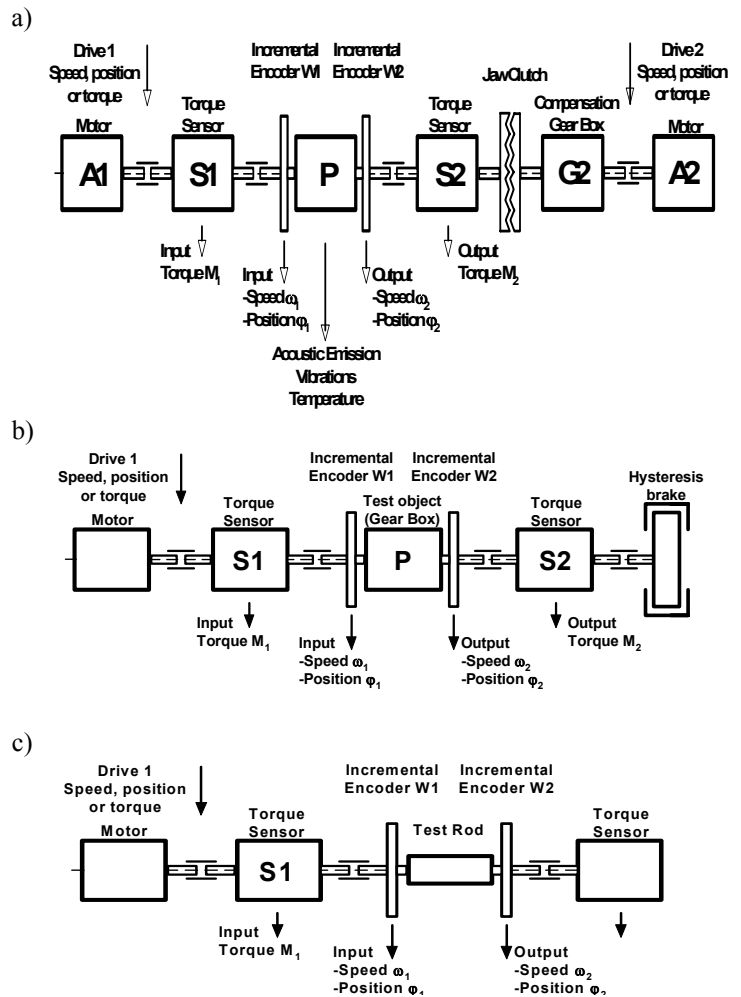 a)
Drive 1
Speed, position
or torque
Motor
A1
Torque
Sensor
S1
Input
Torque M₁
Incremental
Encoder W1
Incremental
Encoder W2
P
Input
-Speed ω₁
-Position φ₁
Output
-Speed ω₂
-Position φ₂
Acoustic Emission
Vibrations
Temperature
Torque
Sensor
S2
Output
Torque M₂
Jaw Clutch
Compensation
Gear Box
G2
Drive 2
Speed, position
or torque
Motor
A2
b)
Drive 1
Speed, position
or torque
Motor
Torque
Sensor
S1
Input
Torque M₁
Incremental
Encoder W1
Incremental
Encoder W2
Test object
(Gear Box)
P
Input
-Speed ω₁
-Position φ₁
Output
-Speed ω₂
-Position φ₂
Torque
Sensor
S2
Output
Torque M₂
Hysteresis
brake
c)
Drive 1
Speed, position
or torque
Motor
Torque
Sensor
S1
Input
Torque M₁
Incremental
Encoder W1
Incremental
Encoder W2
Test Rod
Input
-Speed ω₁
-Position φ₁
Output
-Speed ω₂
-Position φ₂
Torque
Sensor